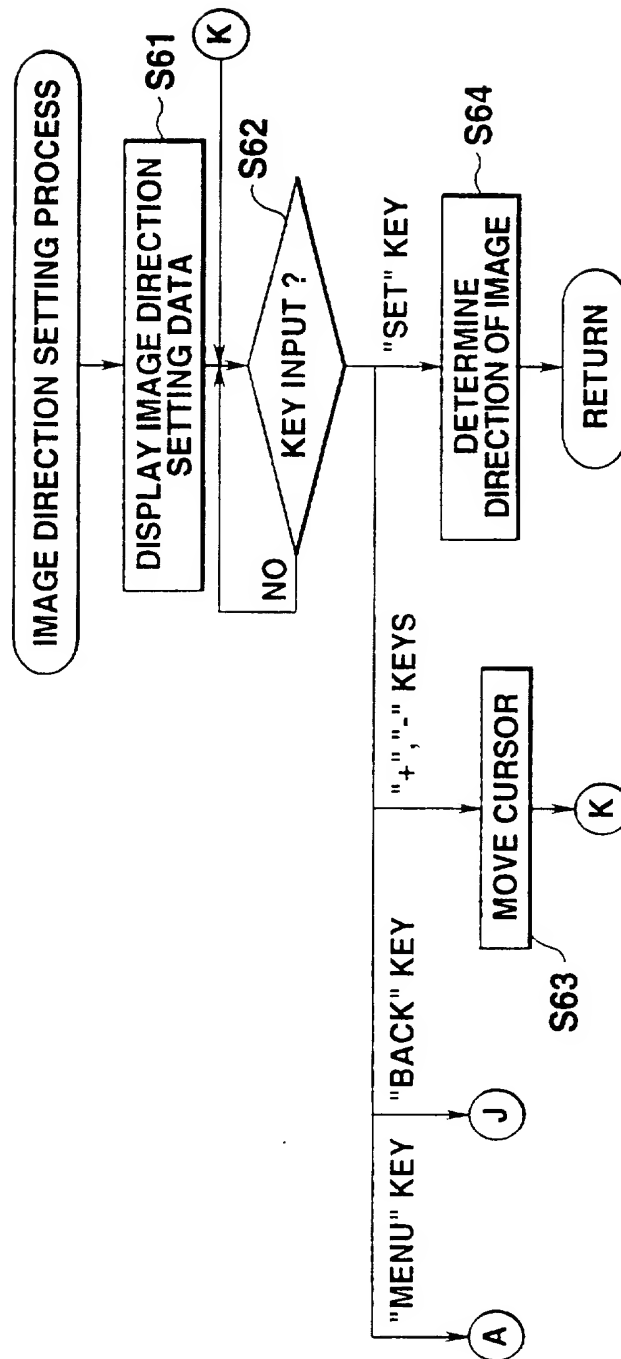 IMAGE DIRECTION SETTING PROCESS
DISPLAY IMAGE DIRECTION
SETTING DATA
S61
K
KEY INPUT ?
S62
NO
"MENU" KEY
"BACK" KEY
"+","-" KEYS
"SET" KEY
A
J
MOVE CURSOR
S63
K
DETERMINE
DIRECTION OF IMAGE
S64
RETURN